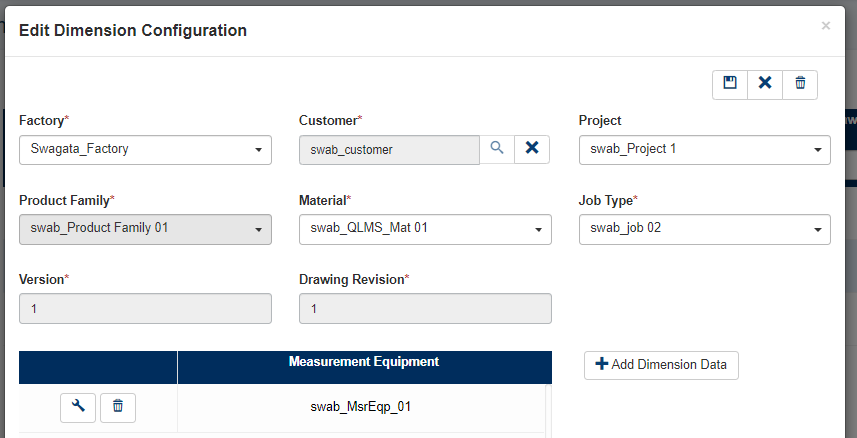 Edit Dimension Configuration
×
Factory*
Customer*
Project
Swagata_Factory
swab_customer
swab_Project 1
Product Family*
Material*
Job Type*
swab_Product Family 01
swab_QLMS_Mat 01
swab_job 02
Version*
Drawing Revision*
1
1
Measurement Equipment
Add Dimension Data
swab_MsrEqp_01